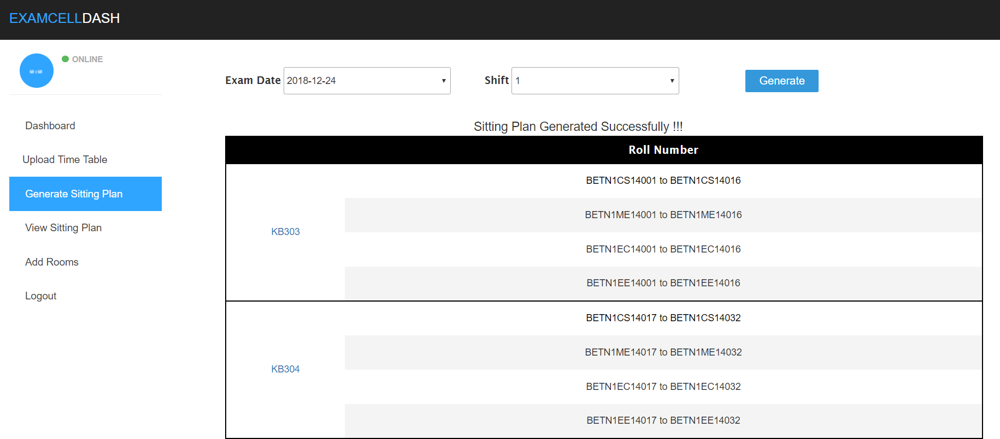 EXAMCELLDASH
50 x 50
ONLINE
Dashboard
Upload Time Table
Generate Sitting Plan
View Sitting Plan
Add Rooms
Logout
Exam Date 2018-12-24 Shift 1 Generate
Sitting Plan Generated Successfully !!!
Roll Number
KB303
BETN1CS14001 to BETN1CS14016
BETN1ME14001 to BETN1ME14016
BETN1EC14001 to BETN1EC14016
BETN1EE14001 to BETN1EE14016
KB304
BETN1CS14017 to BETN1CS14032
BETN1ME14017 to BETN1ME14032
BETN1EC14017 to BETN1EC14032
BETN1EE14017 to BETN1EE14032